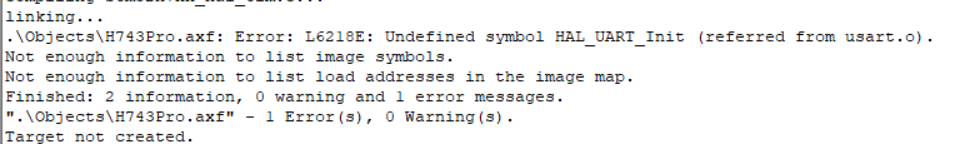 linking...
.\Objects\H743Pro.axf: Error: L6218E: Undefined symbol HAL_UART_Init (referred from usart.o).
Not enough information to list image symbols.
Not enough information to list load addresses in the image map.
Finished: 2 information, 0 warning and 1 error messages.
".\Objects\H743Pro.axf" - 1 Error(s), 0 Warning(s).
Target not created.